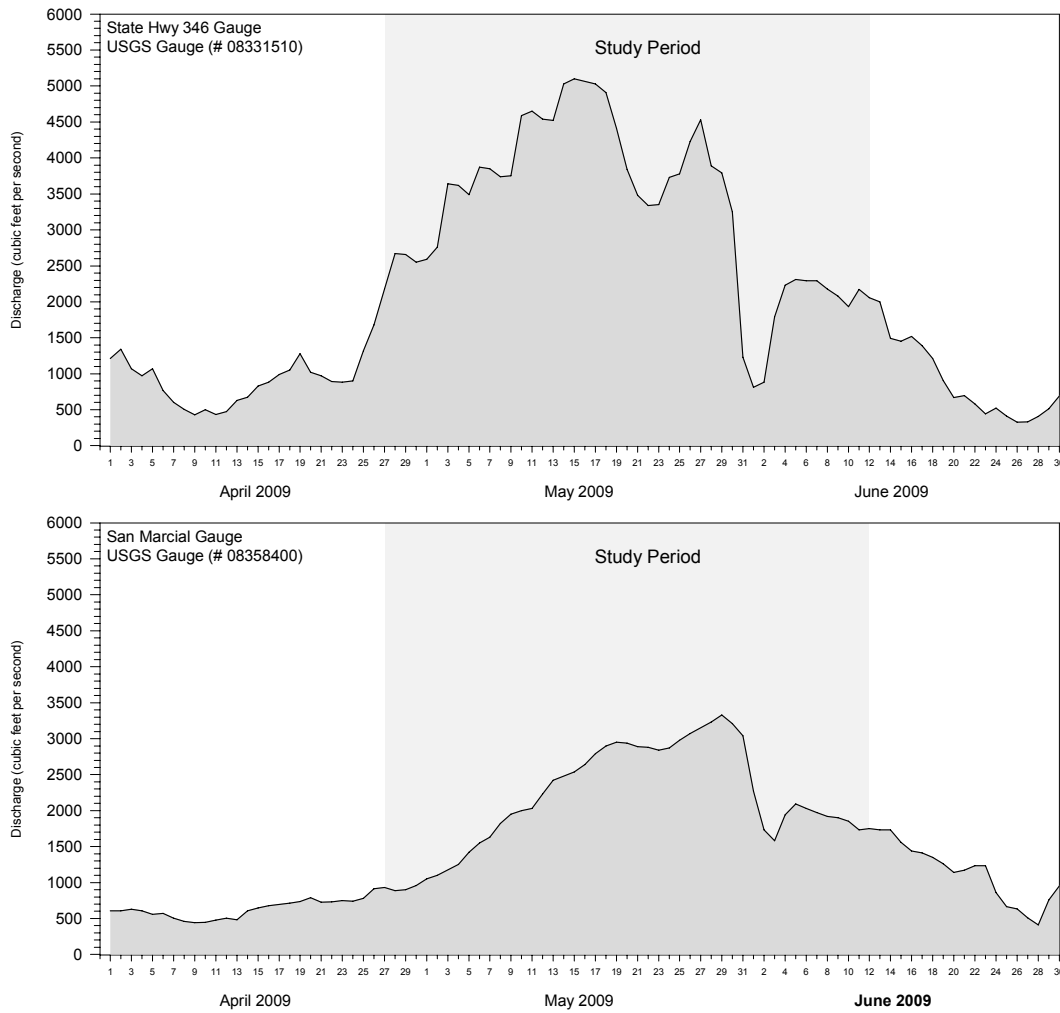 6000
5500
5000
4500
4000
3500
3000
2500
2000
1500
1000
500
0
Discharge (cubic feet per second)
State Hwy 346 Gauge
USGS Gauge (# 08331510)
Study Period
1 3 5 7 9 11 13 15 17 19 21 23 25 27 29 1 3 5 7 9 11 13 15 17 19 21 23 25 27 29 31 2 4 6 8 10 12 14 16 18 20 22 24 26 28 30
April 2009 May 2009 June 2009
6000
5500
5000
4500
4000
3500
3000
2500
2000
1500
1000
500
0
Discharge (cubic feet per second)
San Marcial Gauge
USGS Gauge (# 08358400)
Study Period
1 3 5 7 9 11 13 15 17 19 21 23 25 27 29 1 3 5 7 9 11 13 15 17 19 21 23 25 27 29 31 2 4 6 8 10 12 14 16 18 20 22 24 26 28 30
April 2009 May 2009 June 2009